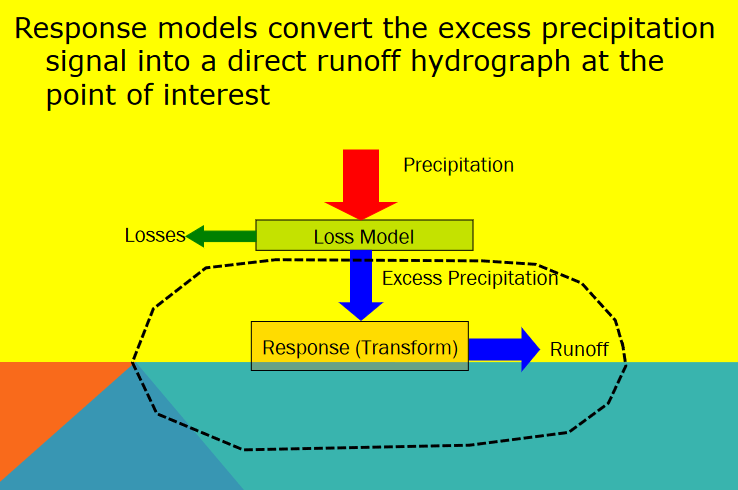 Response models convert the excess precipitation
signal into a direct runoff hydrograph at the
point of interest
Precipitation
Losses
Loss Model
Excess Precipitation
Response (Transform)
Runoff